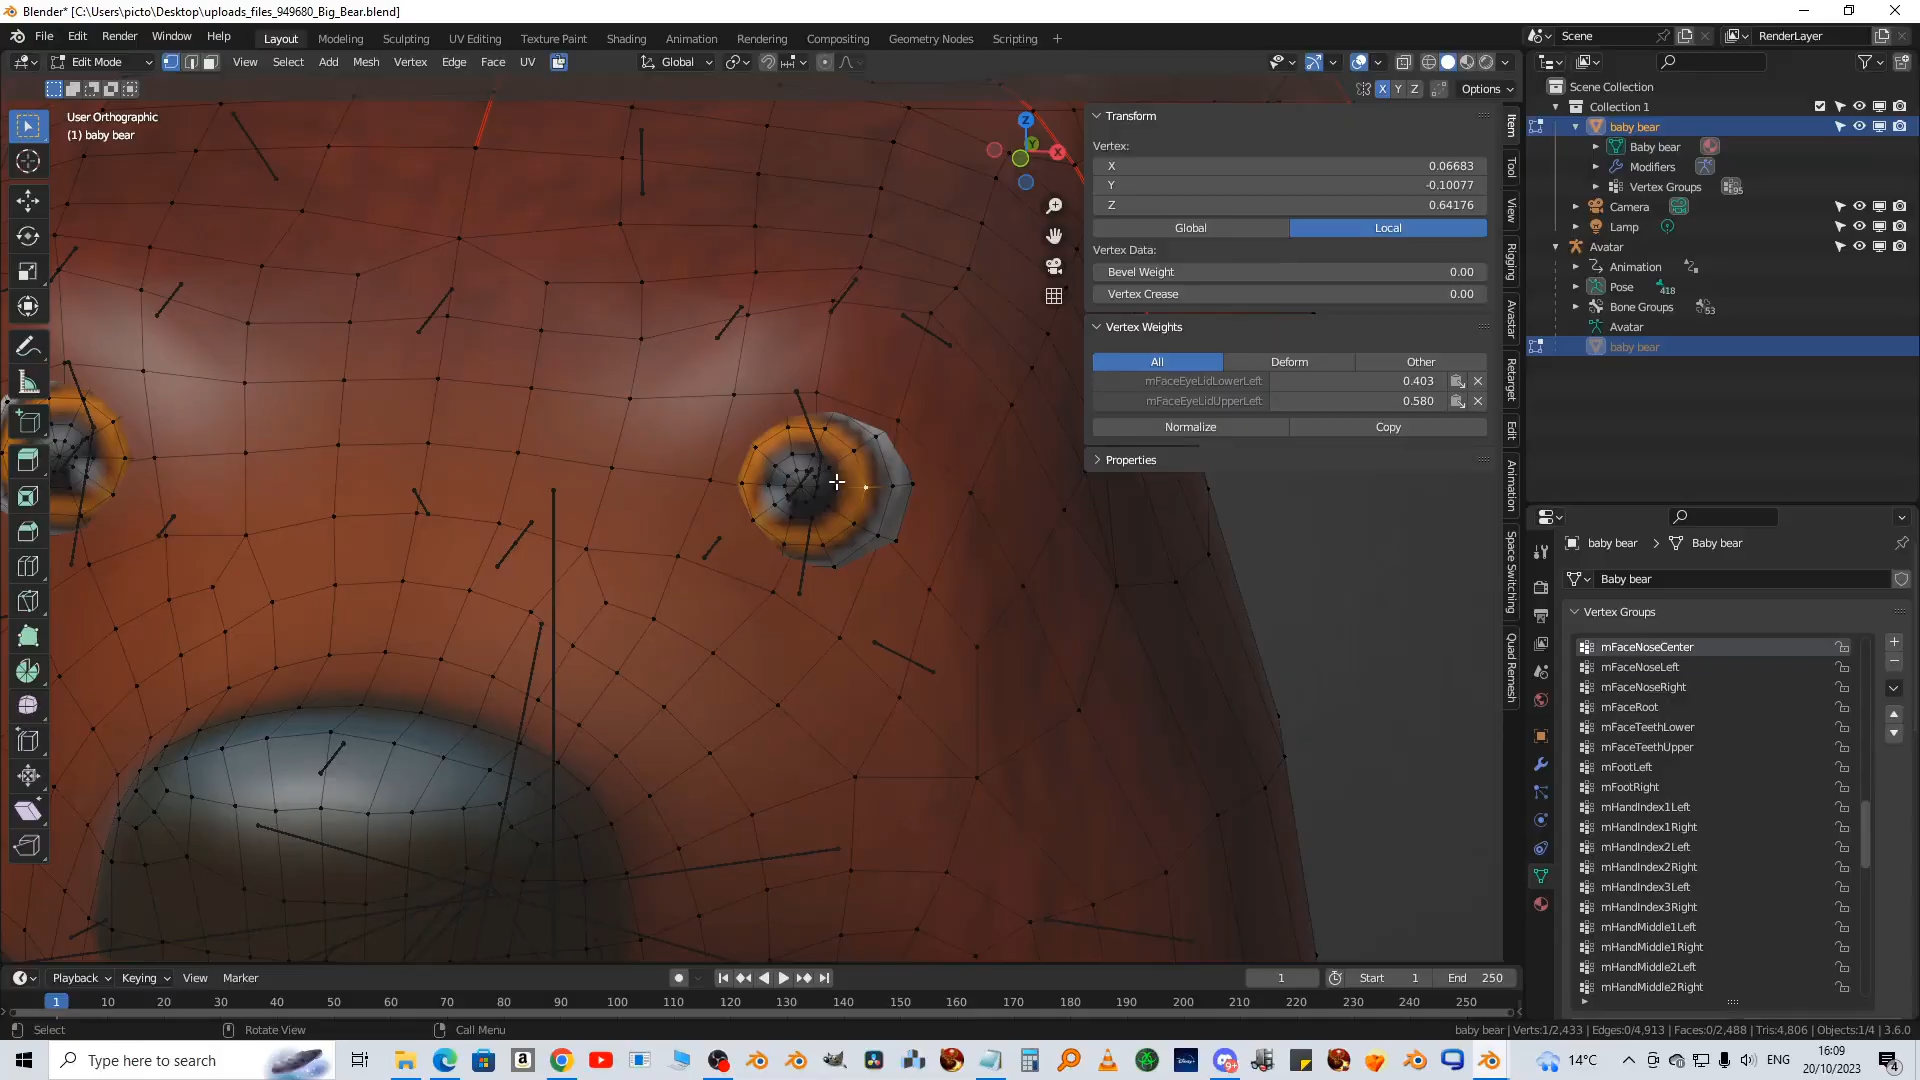 Blender* [C:\Users\picto\Desktop\uploads_files_949680_Big_Bear.blend]
File Edit Render Window Help Layout Modeling Sculpting UV Editing Texture Paint Shading Animation Rendering Compositing Geometry Nodes Scripting + Scene RenderLayer
Edit Mode View Select Add Mesh Vertex Edge Face UV Global
X Y Z Options
User Orthographic
(1) baby bear
Z
Y
X
Transform
Vertex:
X 0.06683
Y -0.10077
Z 0.64176
Global Local
Vertex Data:
Bevel Weight 0.00
Vertex Crease 0.00
Vertex Weights
All Deform Other
mFaceEyeLidLowerLeft 0.403
mFaceEyeLidUpperLeft 0.580
Normalize Copy
Properties
Item
Tool
View
Rigging
Avastar
Retarget
Edit
Animation
Space Switching
Quad Remesh
Scene Collection
Collection 1
baby bear
Baby bear
Modifiers
Vertex Groups 95
Camera
Lamp
Avatar
Animation
Pose 418
Bone Groups 53
Avatar
baby bear
baby bear > Baby bear
Baby bear
Vertex Groups
mFaceNoseCenter
mFaceNoseLeft
mFaceNoseRight
mFaceRoot
mFaceTeethLower
mFaceTeethUpper
mFootLeft
mFootRight
mHandIndex1Left
mHandIndex1Right
mHandIndex2Left
mHandIndex2Right
mHandIndex3Left
mHandIndex3Right
mHandMiddle1Left
mHandMiddle1Right
mHandMiddle2Left
mHandMiddle2Right
Playback Keying View Marker 1 Start 1 End 250
1 10 20 30 40 50 60 70 80 90 100 110 120 130 140 150 160 170 180 190 200 210 220 230 240 250
Select Rotate View Call Menu baby bear | Verts:1/2,433 | Edges:0/4,913 | Faces:0/2,488 | Tris:4,806 | Objects:1/4 | 3.6.0
Type here to search 14°C ENG 16:09
20/10/2023
4